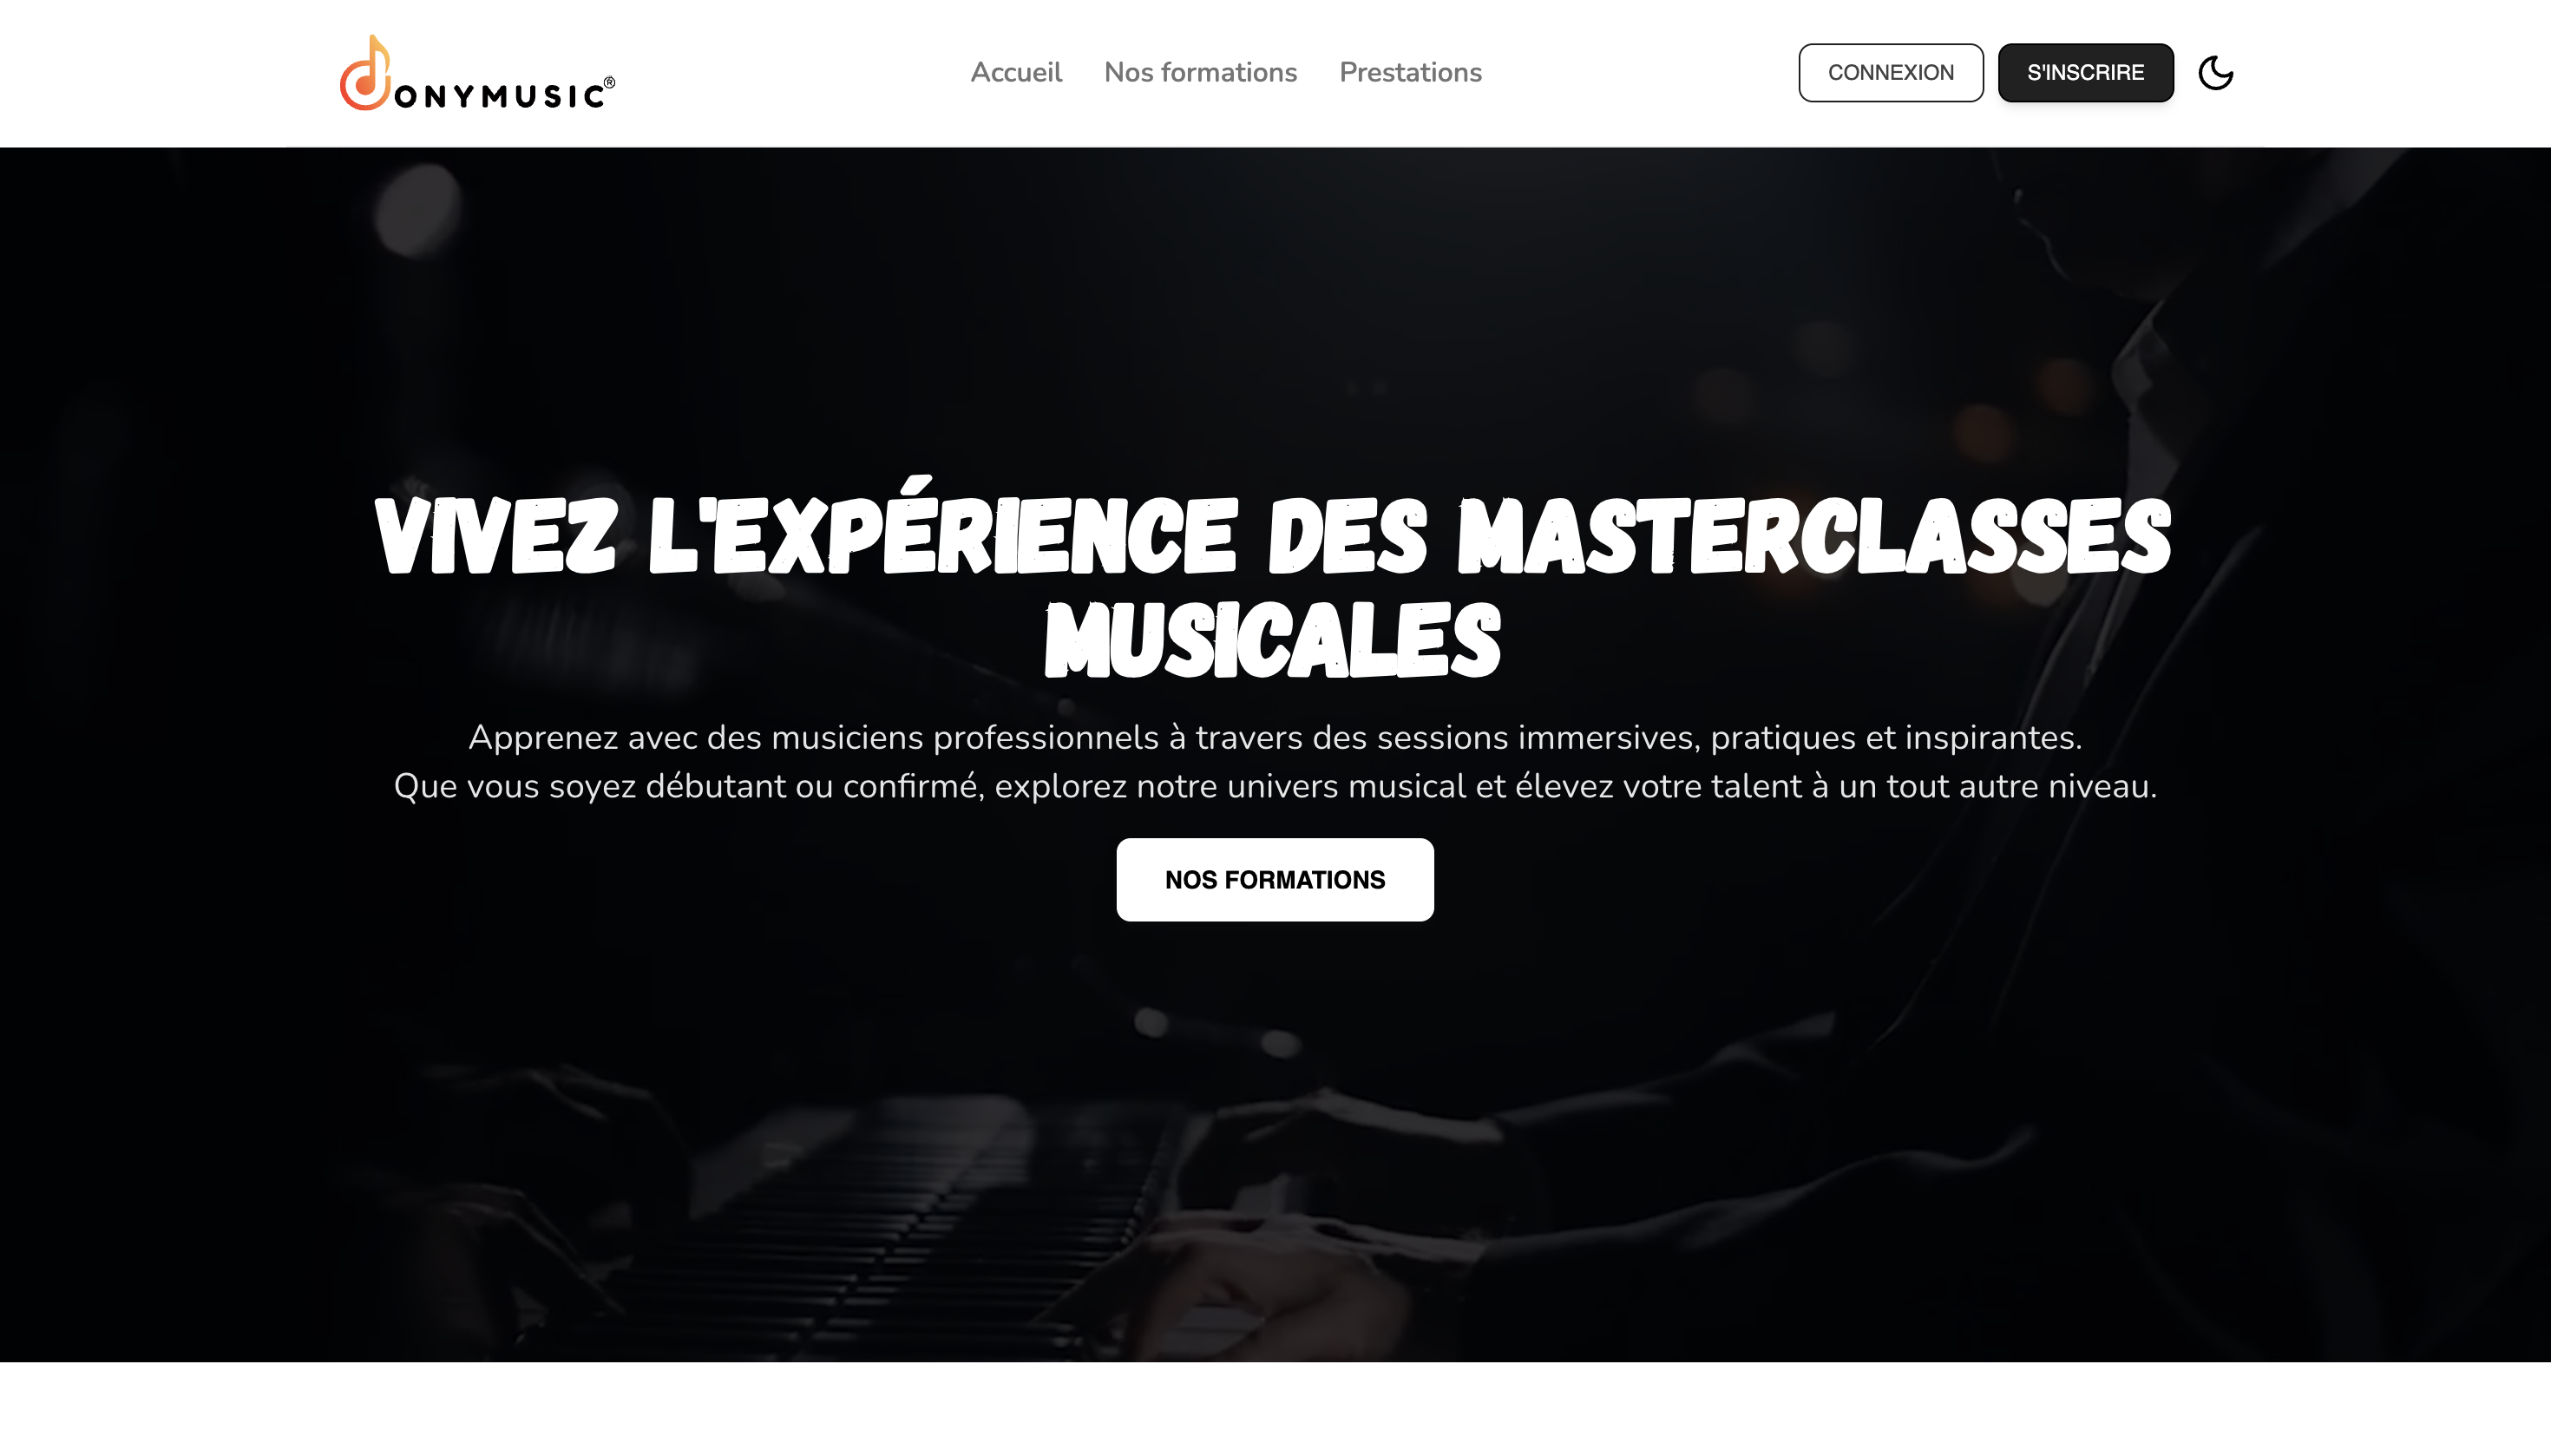 dONYMUSIC®
Accueil
Nos formations
Prestations
CONNEXION
S'INSCRIRE
VIVEZ L'EXPÉRIENCE DES MASTERCLASSES
MUSICALES
Apprenez avec des musiciens professionnels à travers des sessions immersives, pratiques et inspirantes.
Que vous soyez débutant ou confirmé, explorez notre univers musical et élevez votre talent à un tout autre niveau.
NOS FORMATIONS